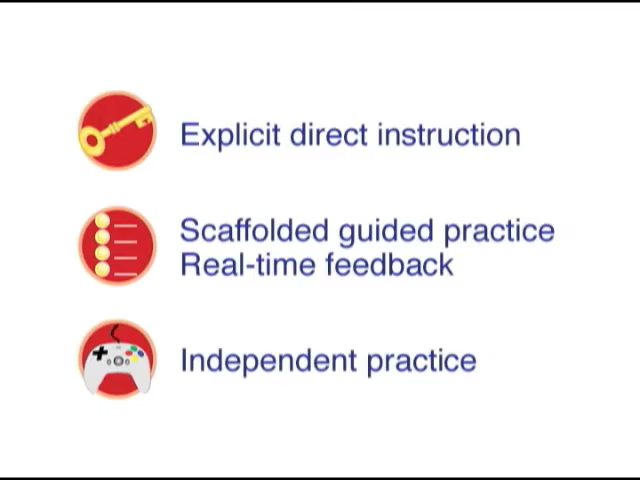 Explicit direct instruction
Scaffolded guided practice
Real-time feedback
Independent practice